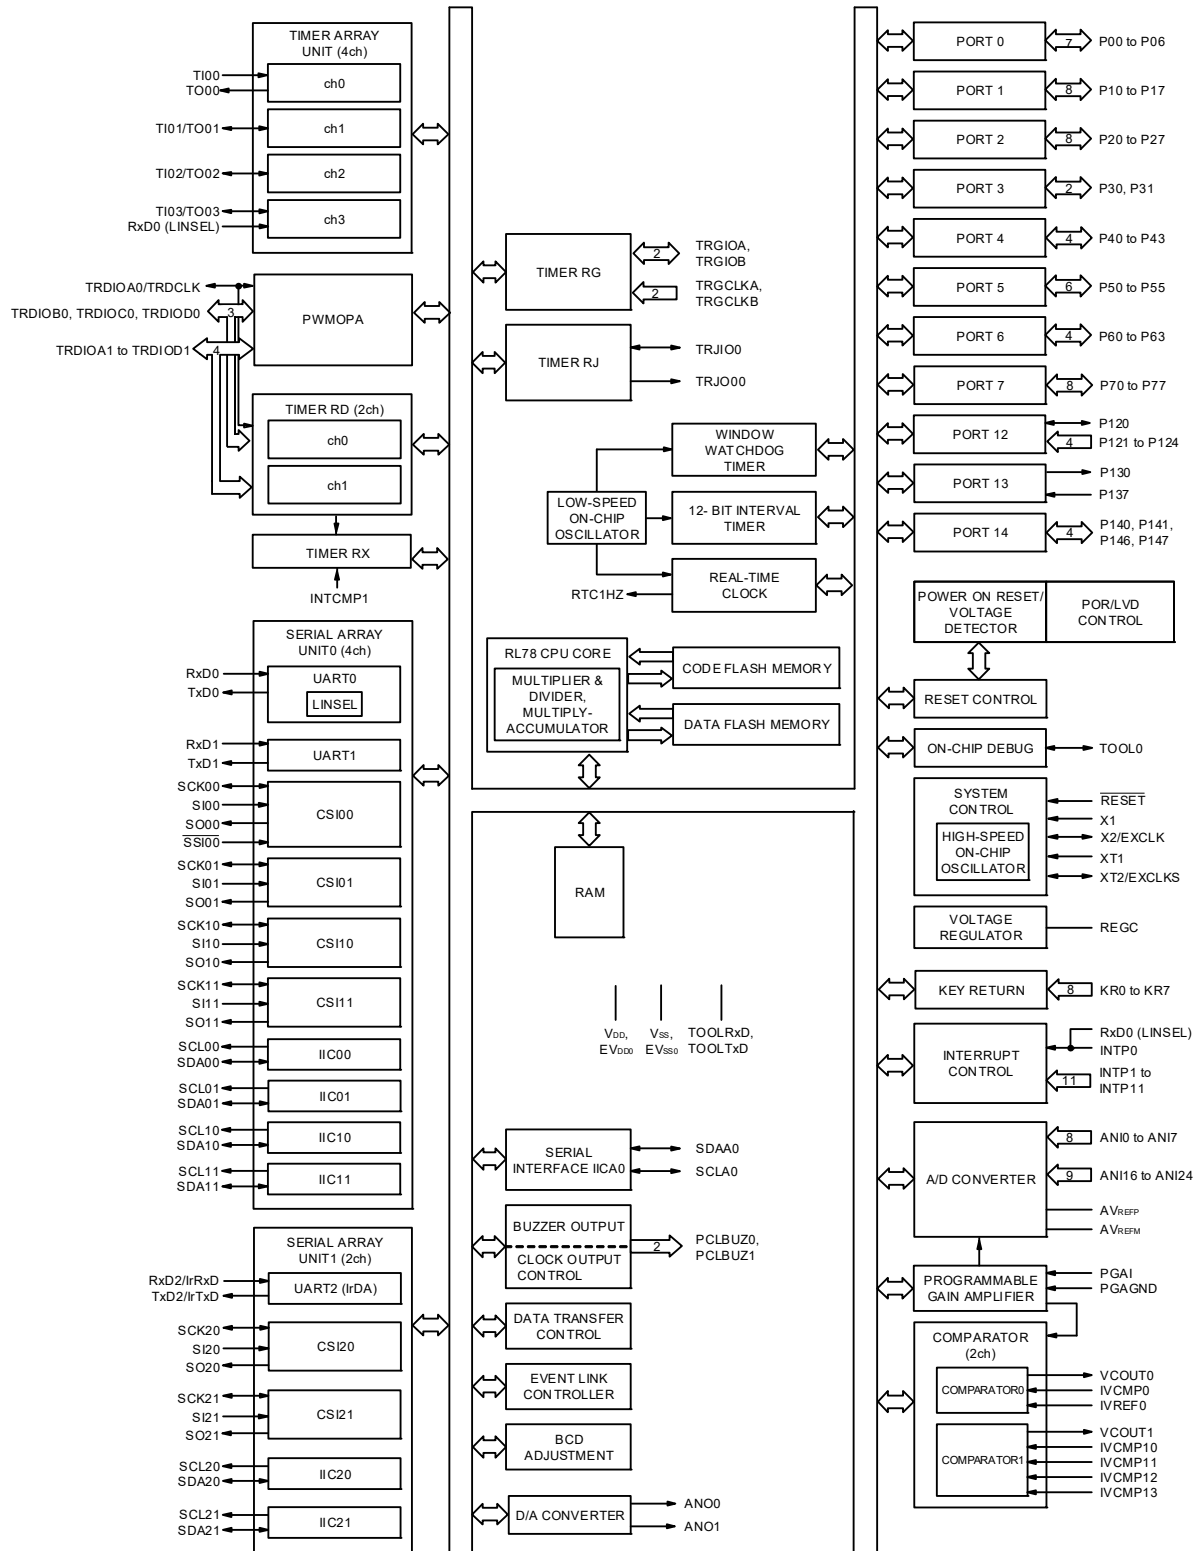 TIMER ARRAY
UNIT (4ch)
TI00
TO00
ch0
TI01/TO01
ch1
TI02/TO02
ch2
TI03/TO03
RxD0 (LINSEL)
ch3
TRDIOA0/TRDCLK
TRDIOB0, TRDIOC0, TRDIOD0
3
TRDIOA1 to TRDIOD1
4
PWMOPA
TIMER RD (2ch)
ch0
ch1
TIMER RX
INTCMP1
SERIAL ARRAY
UNIT0 (4ch)
RxD0
TxD0
UART0
LINSEL
RxD1
TxD1
UART1
SCK00
SI00
SO00
SSI00
CSI00
SCK01
SI01
SO01
CSI01
SCK10
SI10
SO10
CSI10
SCK11
SI11
SO11
CSI11
SCL00
SDA00
IIC00
SCL01
SDA01
IIC01
SCL10
SDA10
IIC10
SCL11
SDA11
IIC11
SERIAL ARRAY
UNIT1 (2ch)
RxD2/IrRxD
TxD2/IrTxD
UART2 (IrDA)
SCK20
SI20
SO20
CSI20
SCK21
SI21
SO21
CSI21
SCL20
SDA20
IIC20
SCL21
SDA21
IIC21
TIMER RG
2
TRGIOA,
TRGIOB
2
TRGCLKA,
TRGCLKB
TIMER RJ
TRJIO0
TRJO00
LOW-SPEED
ON-CHIP
OSCILLATOR
WINDOW
WATCHDOG
TIMER
12- BIT INTERVAL
TIMER
RTC1HZ
REAL-TIME
CLOCK
RL78 CPU CORE
MULTIPLIER &
DIVIDER,
MULTIPLY-
ACCUMULATOR
CODE FLASH MEMORY
DATA FLASH MEMORY
RAM
VDD,
EVDD0
VSS,
EVSS0
TOOLRxD,
TOOLTxD
SERIAL
INTERFACE IICA0
SDAA0
SCLA0
BUZZER OUTPUT
CLOCK OUTPUT
CONTROL
2
PCLBUZ0,
PCLBUZ1
DATA TRANSFER
CONTROL
EVENT LINK
CONTROLLER
BCD
ADJUSTMENT
D/A CONVERTER
ANO0
ANO1
PORT 0
7
P00 to P06
PORT 1
8
P10 to P17
PORT 2
8
P20 to P27
PORT 3
2
P30, P31
PORT 4
4
P40 to P43
PORT 5
6
P50 to P55
PORT 6
4
P60 to P63
PORT 7
8
P70 to P77
PORT 12
P120
4
P121 to P124
PORT 13
P130
P137
PORT 14
4
P140, P141,
P146, P147
POWER ON RESET/
VOLTAGE
DETECTOR
POR/LVD
CONTROL
RESET CONTROL
ON-CHIP DEBUG
TOOL0
SYSTEM
CONTROL
HIGH-SPEED
ON-CHIP
OSCILLATOR
RESET
X1
X2/EXCLK
XT1
XT2/EXCLKS
VOLTAGE
REGULATOR
REGC
KEY RETURN
8
KR0 to KR7
INTERRUPT
CONTROL
RxD0 (LINSEL)
INTP0
11
INTP1 to
INTP11
A/D CONVERTER
8
ANI0 to ANI7
9
ANI16 to ANI24
AVREFP
AVREFM
PROGRAMMABLE
GAIN AMPLIFIER
PGAI
PGAGND
COMPARATOR
(2ch)
COMPARATOR0
VCOUT0
IVCMP0
IVREF0
COMPARATOR1
VCOUT1
IVCMP10
IVCMP11
IVCMP12
IVCMP13